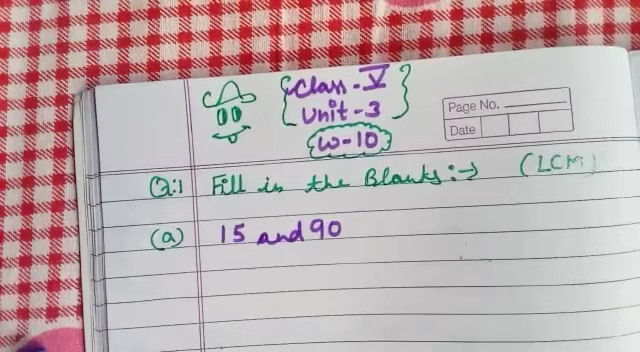 {Class - V}
Unit - 3
(W-10)
Page No.
Date
Q:1 Fill in the Blanks :→ (LCM)
(a) 15 and 90